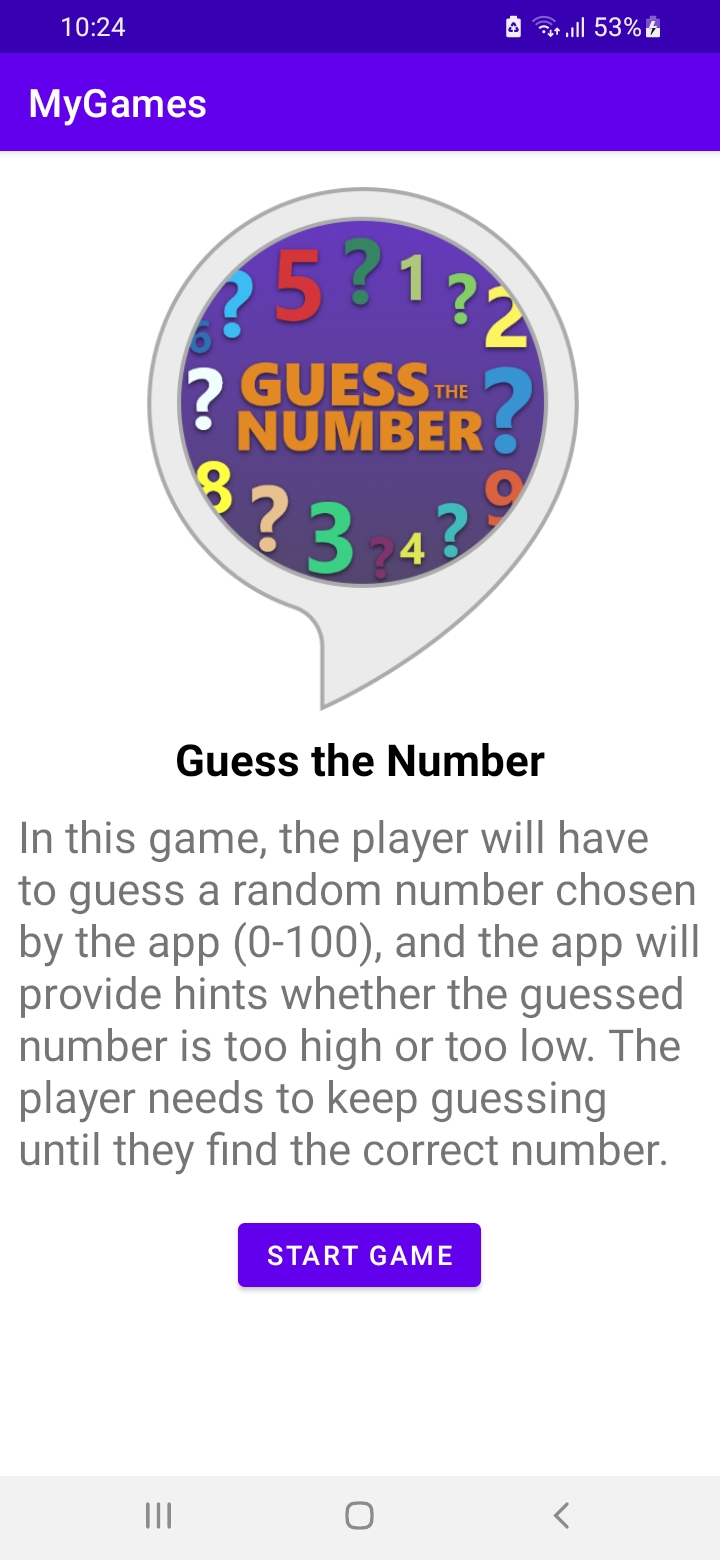 10:24 53%
MyGames
5 ? 1 ? 2
6 ?
? GUESS THE ?
NUMBER
8 ? 3 ? 4 ? 9
Guess the Number
In this game, the player will have
to guess a random number chosen
by the app (0-100), and the app will
provide hints whether the guessed
number is too high or too low. The
player needs to keep guessing
until they find the correct number.
START GAME